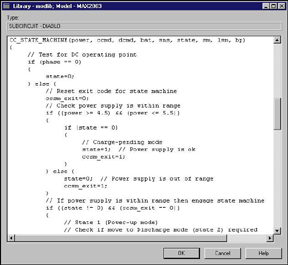 Library - modlib; Model - MAX2003
Type:
SUBCIRCUIT - DIABLO
CC_STATE_MACHINE(power, ccmd, dcmd, bat, sns, state, sm, lsm, hp)
{
// Test for DC operating point
if (phase == 0)
{
state=0;
} else {
// Reset exit code for state machine
ccsm_exit=0;
// Check power supply is within range
if ((power >= 4.5) && (power <= 5.5))
{
if (state == 0)
{
// Charge-pending mode
state=1; // Power supply is ok
ccsm_exit=1;
}
} else {
state=0; // Power supply is out of range
ccsm_exit=1;
}
// If power supply is within range then engage state machine
if ((state != 0) && (ccsm_exit == 0))
{
// State 1 (Power-up mode)
// Check if move to Discharge mode (state 2) required
OK
Cancel
Help